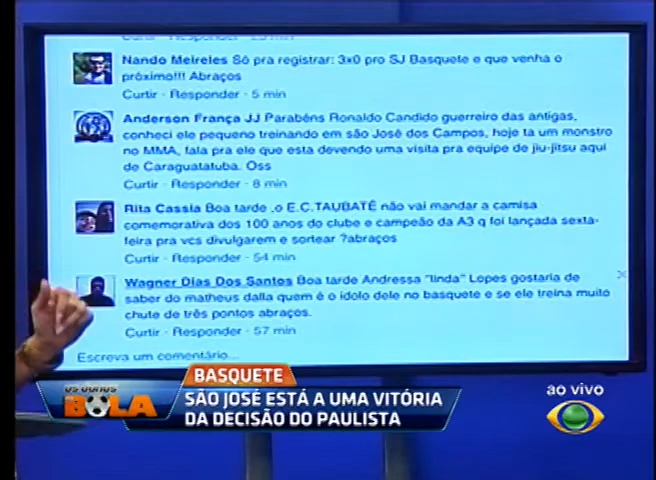 Nando Meireles Só pra registrar: 3x0 pro SJ Basquete e que venha o
próximo!!! Abraços
Curtir · Responder · 5 min
Anderson França JJ Parabéns Ronaldo Candido guerreiro das antigas,
conheci ele pequeno treinando em são José dos Campos, hoje ta um monstro
no MMA, fala pra ele que esta devendo uma visita pra equipe de jiu-jitsu aqui
de Caraguatatuba. Oss
Curtir · Responder · 8 min
Rita Cassia Boa tarde ,o E.C.TAUBATÉ não vai mandar a camisa
comemorativa dos 100 anos do clube e campeão da A3 q foi lançada sexta-
feira pra vcs divulgarem e sortear ?abraços
Curtir · Responder · 54 min
Wagner Dias Dos Santos Boa tarde Andressa "linda" Lopes gostaria de
saber do matheus dalla quem é o idolo dele no basquete e se ele treina muito
chute de três pontos abraços.
Curtir · Responder · 57 min
Escreva um comentário...
BASQUETE
OS DONOS
DA BOLA
SÃO JOSÉ ESTÁ A UMA VITÓRIA
DA DECISÃO DO PAULISTA
AO VIVO